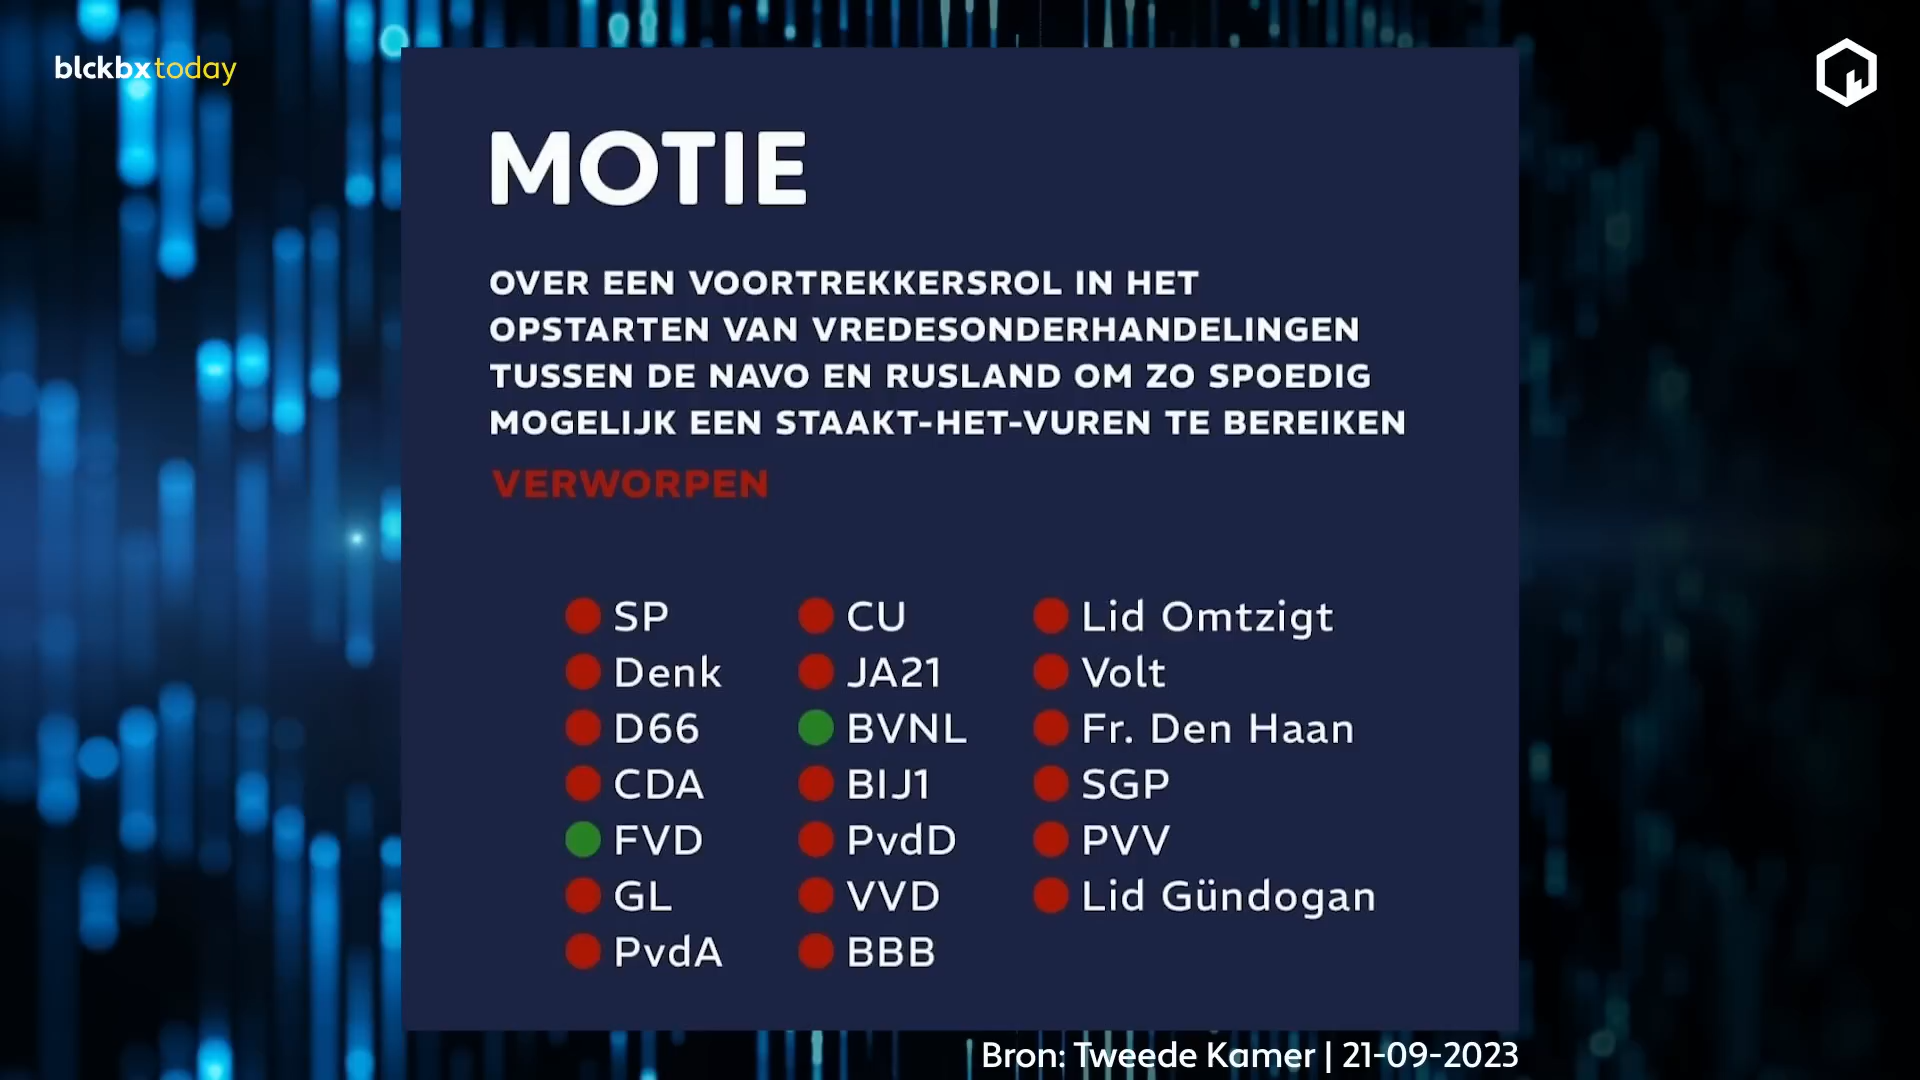 blckbxtoday
MOTIE
OVER EEN VOORTREKKERSROL IN HET
OPSTARTEN VAN VREDESONDERHANDELINGEN
TUSSEN DE NAVO EN RUSLAND OM ZO SPOEDIG
MOGELIJK EEN STAAKT-HET-VUREN TE BEREIKEN
VERWORPEN
SP
Denk
D66
CDA
FVD
GL
PvdA
CU
JA21
BVNL
BIJ1
PvdD
VVD
BBB
Lid Omtzigt
Volt
Fr. Den Haan
SGP
PVV
Lid Gündogan
Bron: Tweede Kamer | 21-09-2023